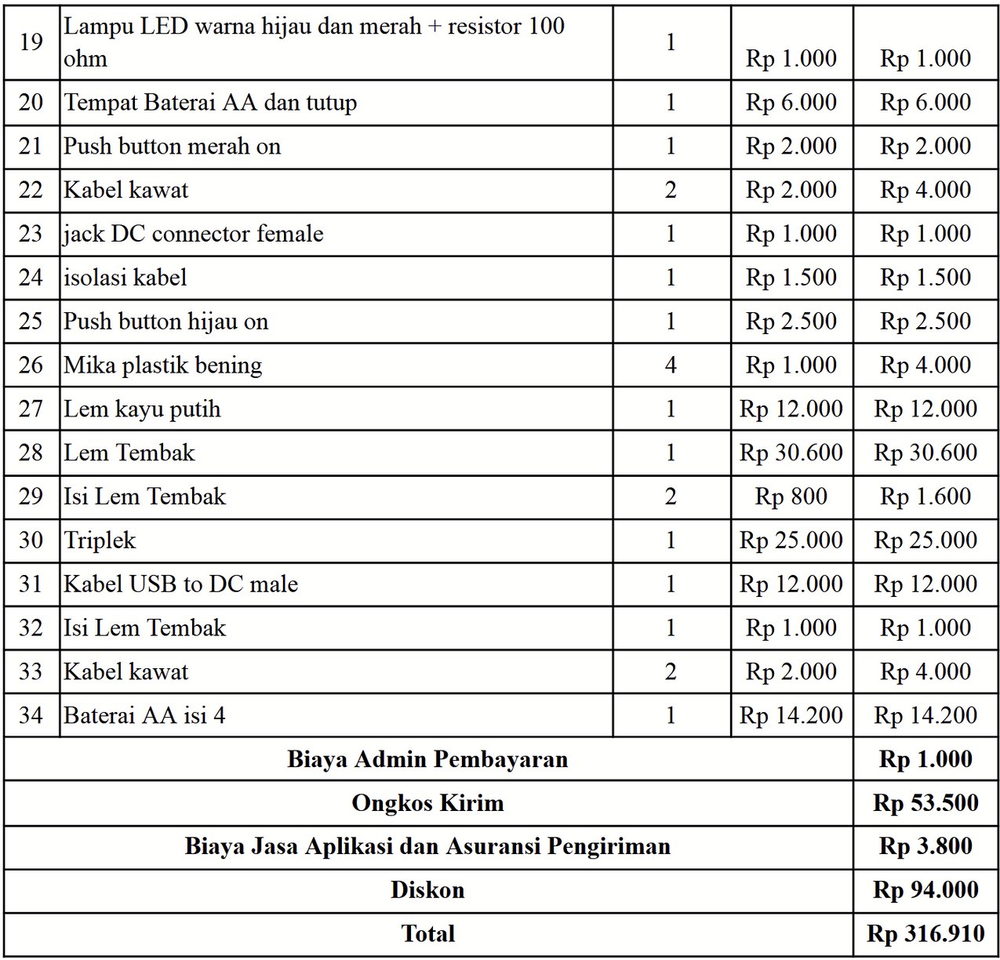 19 Lampu LED warna hijau dan merah + resistor 100 ohm 1 Rp 1.000 Rp 1.000
20 Tempat Baterai AA dan tutup 1 Rp 6.000 Rp 6.000
21 Push button merah on 1 Rp 2.000 Rp 2.000
22 Kabel kawat 2 Rp 2.000 Rp 4.000
23 jack DC connector female 1 Rp 1.000 Rp 1.000
24 isolasi kabel 1 Rp 1.500 Rp 1.500
25 Push button hijau on 1 Rp 2.500 Rp 2.500
26 Mika plastik bening 4 Rp 1.000 Rp 4.000
27 Lem kayu putih 1 Rp 12.000 Rp 12.000
28 Lem Tembak 1 Rp 30.600 Rp 30.600
29 Isi Lem Tembak 2 Rp 800 Rp 1.600
30 Triplek 1 Rp 25.000 Rp 25.000
31 Kabel USB to DC male 1 Rp 12.000 Rp 12.000
32 Isi Lem Tembak 1 Rp 1.000 Rp 1.000
33 Kabel kawat 2 Rp 2.000 Rp 4.000
34 Baterai AA isi 4 1 Rp 14.200 Rp 14.200
Biaya Admin Pembayaran Rp 1.000
Ongkos Kirim Rp 53.500
Biaya Jasa Aplikasi dan Asuransi Pengiriman Rp 3.800
Diskon Rp 94.000
Total Rp 316.910